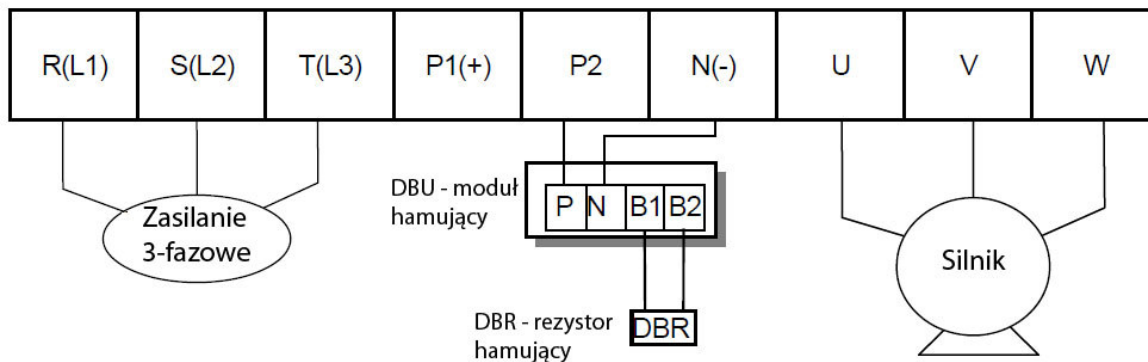 R(L1) S(L2) T(L3) P1(+) P2 N(-) U V W
DBU - moduł
hamujący
P N B1 B2
Zasilanie
3-fazowe
Silnik
DBR - rezystor
hamujący
DBR